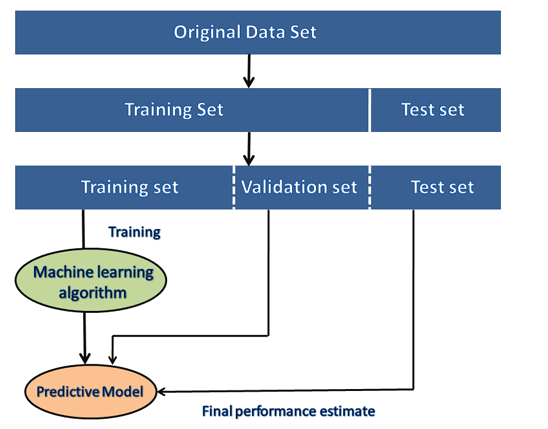 Original Data Set
Training Set
Test set
Training set
Validation set
Test set
Training
Machine learning
algorithm
Predictive Model
Final performance estimate